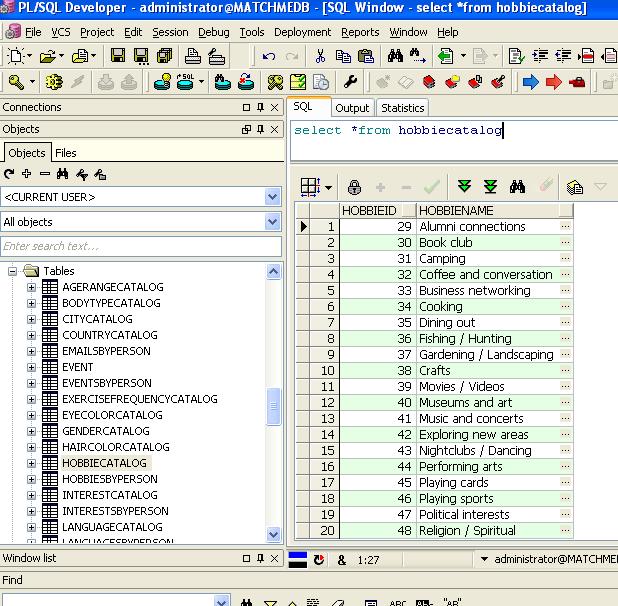 PL/SQL Developer - administrator@MATCHMEDB - [SQL Window - select *from hobbiecatalog]
File VCS Project Edit Session Debug Tools Deployment Reports Window Help
SQL
Connections
Objects
Objects Files
<CURRENT USER>
All objects
Enter search text...
Tables
AGERANGECATALOG
BODYTYPECATALOG
CITYCATALOG
COUNTRYCATALOG
EMAILSBYPERSON
EVENT
EVENTSBYPERSON
EXERCISEFREQUENCYCATALOG
EYECOLORCATALOG
GENDERCATALOG
HAIRCOLORCATALOG
HOBBIECATALOG
HOBBIESBYPERSON
INTERESTCATALOG
INTERESTSBYPERSON
LANGUAGECATALOG
LANGUAGESBYPERSON
Window list
Find
SQL Output Statistics
select *from hobbiecatalog
HOBBIEID HOBBIENAME
1 29 Alumni connections ...
2 30 Book club ...
3 31 Camping ...
4 32 Coffee and conversation ...
5 33 Business networking ...
6 34 Cooking ...
7 35 Dining out ...
8 36 Fishing / Hunting ...
9 37 Gardening / Landscaping ...
10 38 Crafts ...
11 39 Movies / Videos ...
12 40 Museums and art ...
13 41 Music and concerts ...
14 42 Exploring new areas ...
15 43 Nightclubs / Dancing ...
16 44 Performing arts ...
17 45 Playing cards ...
18 46 Playing sports ...
19 47 Political interests ...
20 48 Religion / Spiritual ...
& 1:27 administrator@MATCHMEDB
ABC "AB"